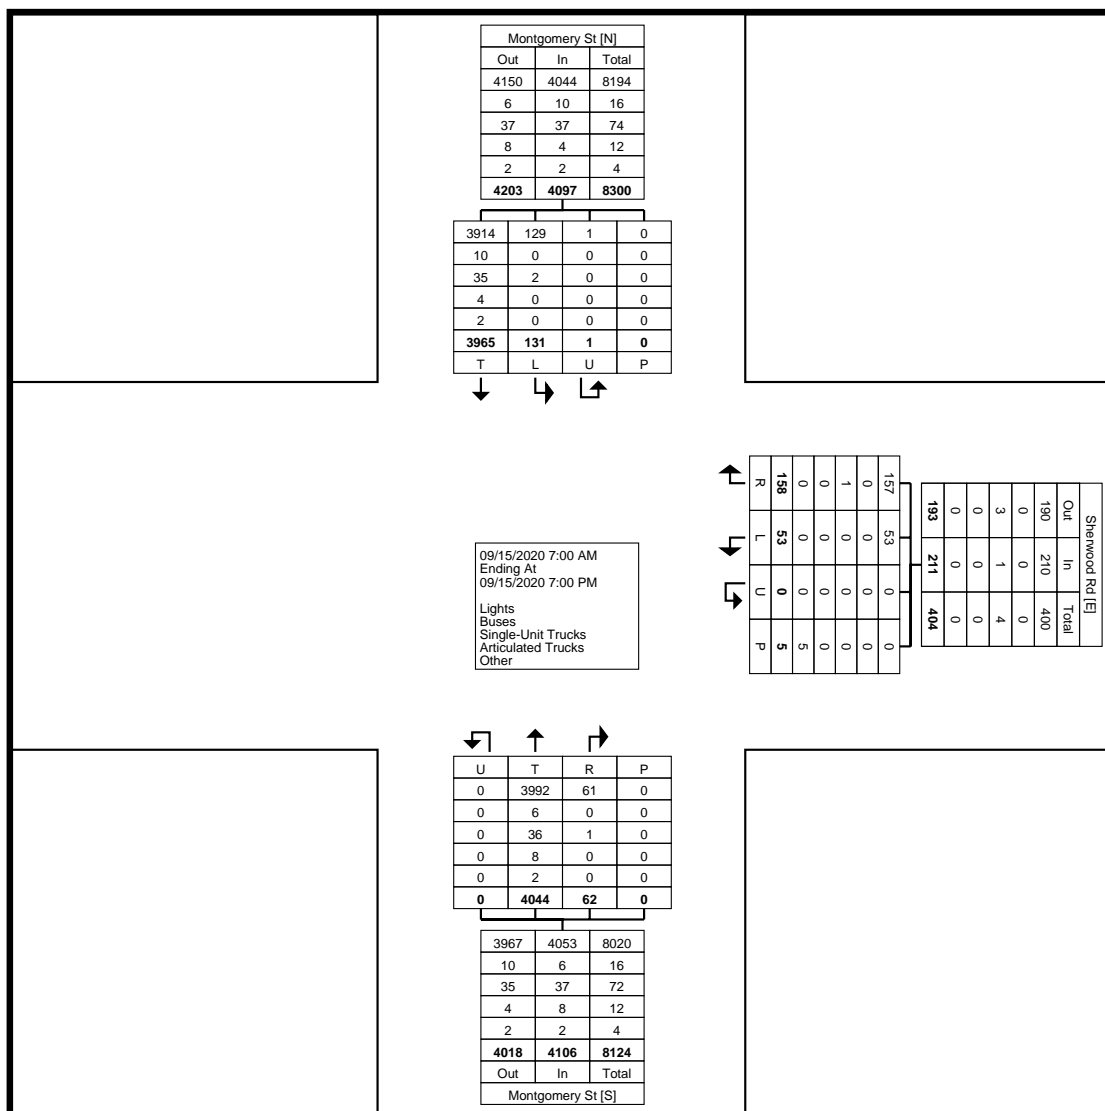 Montgomery St [N]
Out In Total
4150 4044 8194
6 10 16
37 37 74
8 4 12
2 2 4
4203 4097 8300
3914 129 1 0
10 0 0 0
35 2 0 0
4 0 0 0
2 0 0 0
3965 131 1 0
T L U P
Sherwood Rd [E]
Out In Total
190 210 400
0 0 0
3 1 4
0 0 0
0 0 0
193 211 404
157 53 0 0
0 0 0 0
1 0 0 0
0 0 0 0
0 0 0 5
158 53 0 5
R L U P
09/15/2020 7:00 AM
Ending At
09/15/2020 7:00 PM
Lights
Buses
Single-Unit Trucks
Articulated Trucks
Other
U T R P
0 3992 61 0
0 6 0 0
0 36 1 0
0 8 0 0
0 2 0 0
0 4044 62 0
3967 4053 8020
10 6 16
35 37 72
4 8 12
2 2 4
4018 4106 8124
Out In Total
Montgomery St [S]